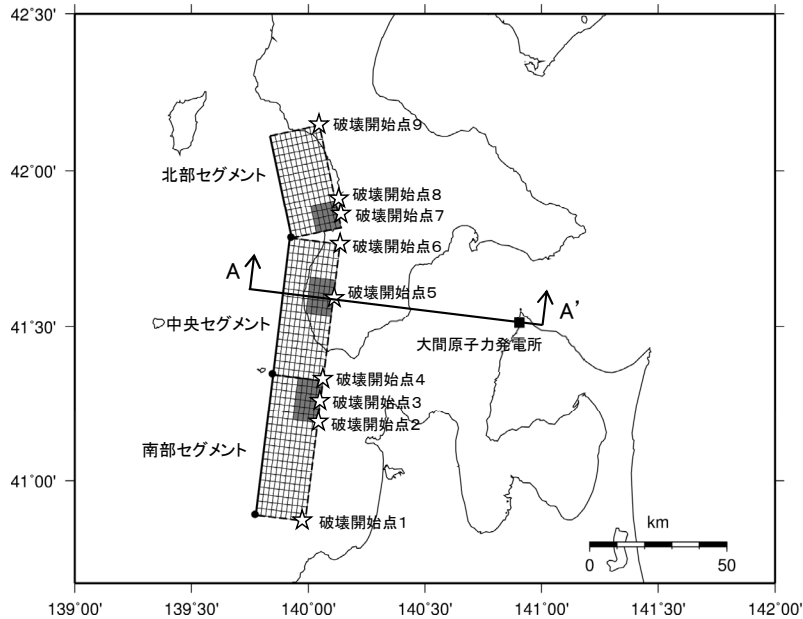 42°30'
破壊開始点9
42°00'
北部セグメント
破壊開始点8
破壊開始点7
破壊開始点6
A
破壊開始点5
A'
中央セグメント
41°30'
大間原子力発電所
破壊開始点4
破壊開始点3
破壊開始点2
南部セグメント
41°00'
破壊開始点1
km
0 50
139°00' 139°30' 140°00' 140°30' 141°00' 141°30' 142°00'